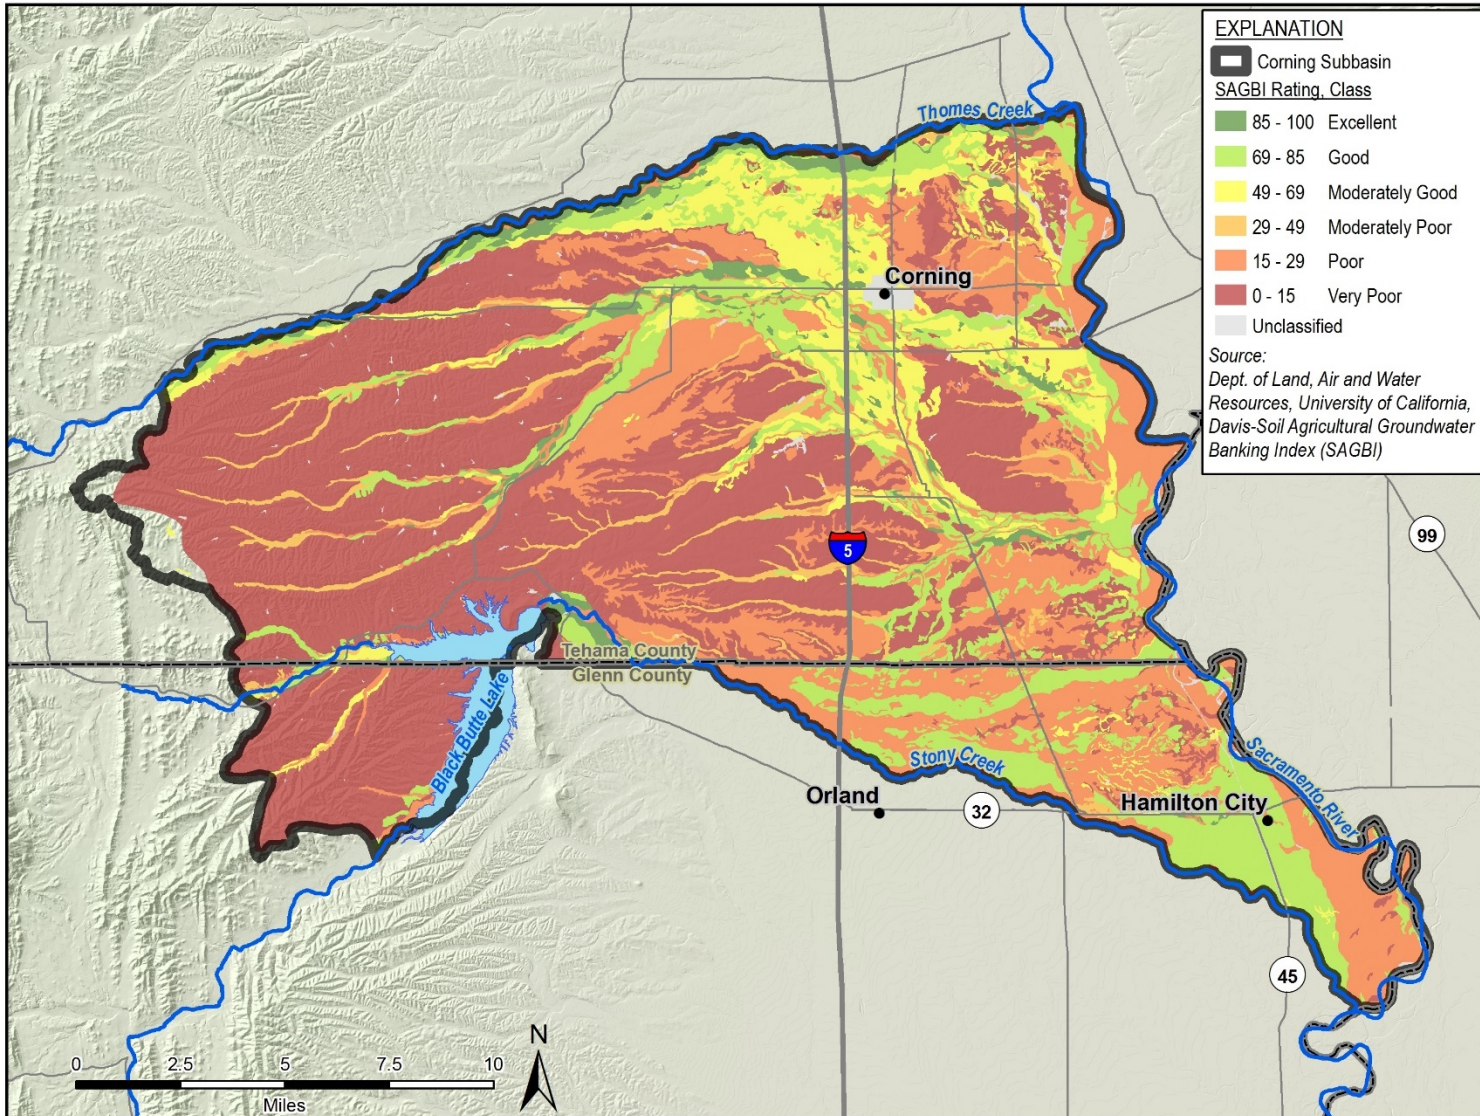 EXPLANATION
Corning Subbasin
SAGBI Rating, Class
85 - 100 Excellent
69 - 85 Good
49 - 69 Moderately Good
29 - 49 Moderately Poor
15 - 29 Poor
0 - 15 Very Poor
Unclassified
Source:
Dept. of Land, Air and Water
Resources, University of California,
Davis-Soil Agricultural Groundwater
Banking Index (SAGBI)
Thomes Creek
Corning
99
5
Tehama County
Glenn County
Black Butte Lake
Stony Creek
Sacramento River
Orland
32
Hamilton City
45
N
0 2.5 5 7.5 10
Miles